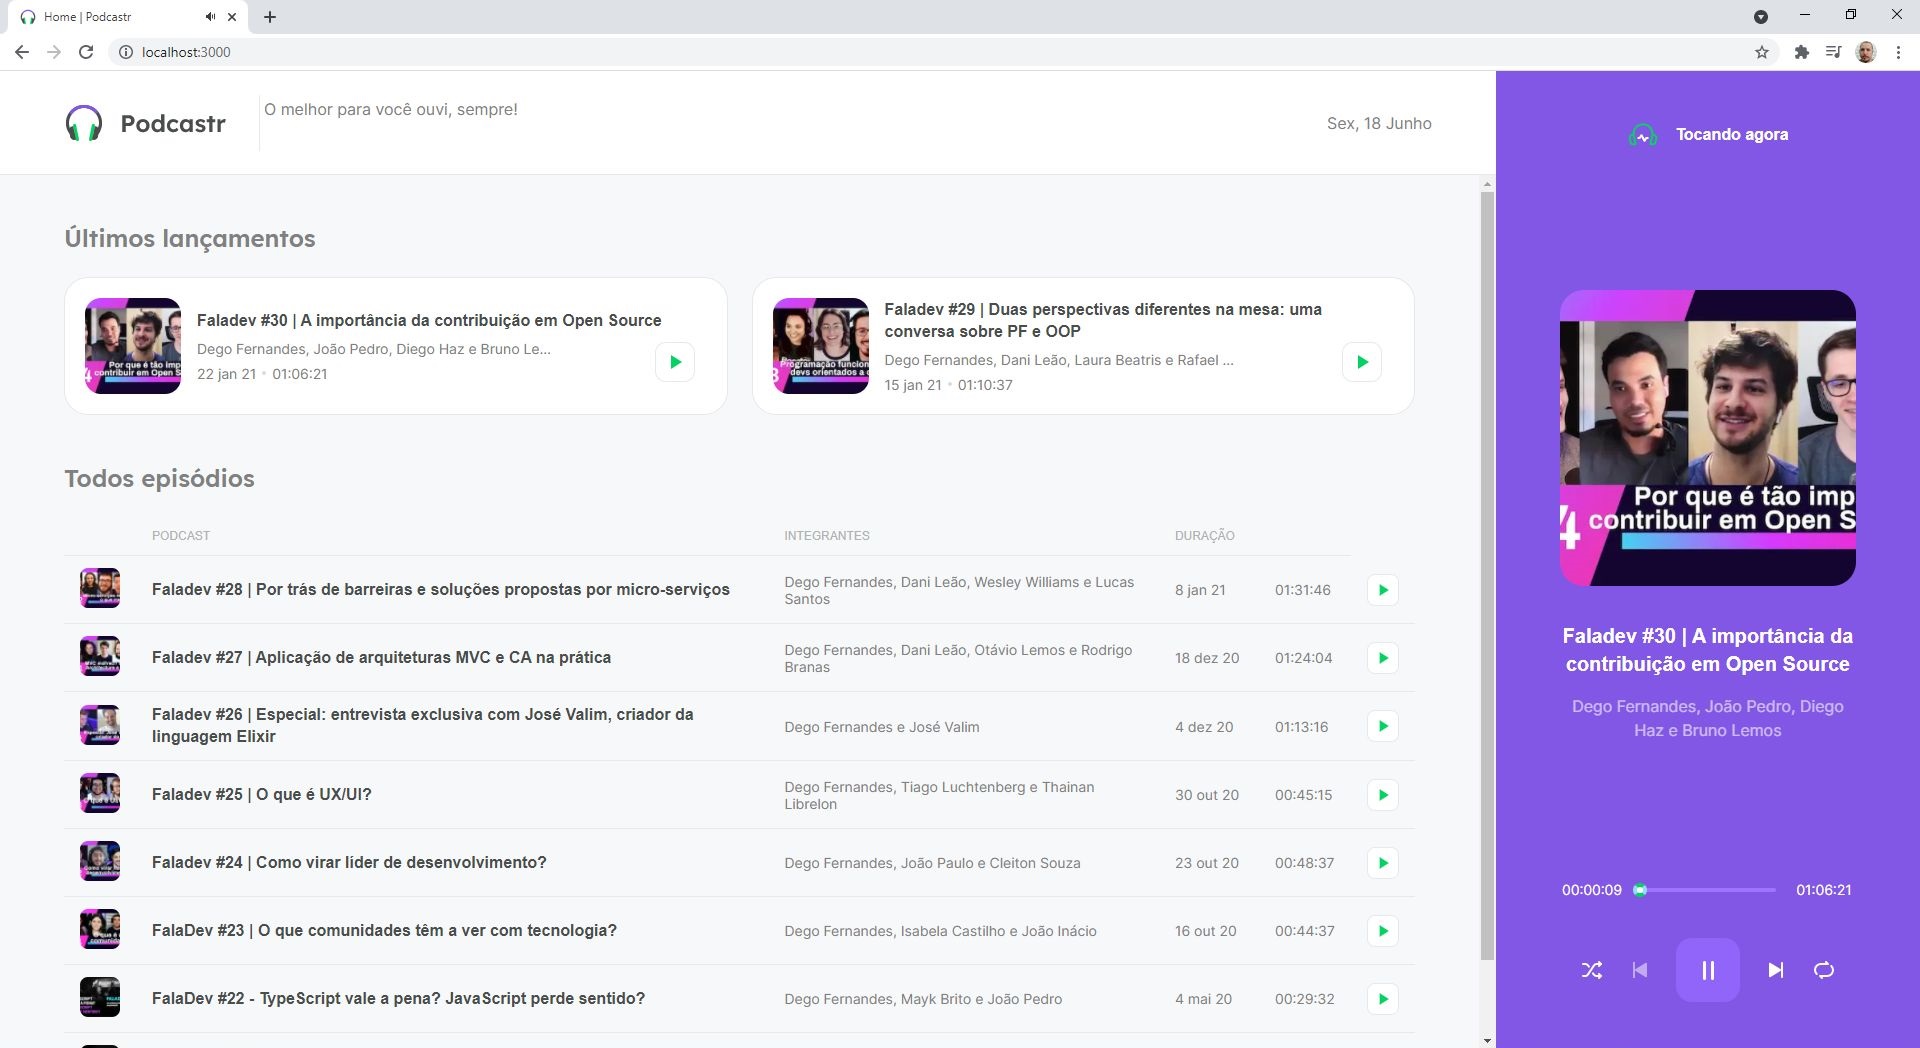 Home | Podcastr
localhost:3000
Podcastr
O melhor para você ouvi, sempre!
Sex, 18 Junho
Últimos lançamentos
Por que é tão imp
contribuir em Open S
Faladev #30 | A importância da contribuição em Open Source
Dego Fernandes, João Pedro, Diego Haz e Bruno Le...
22 jan 21 • 01:06:21
Programação funcion
devs orientados a o
Faladev #29 | Duas perspectivas diferentes na mesa: uma
conversa sobre PF e OOP
Dego Fernandes, Dani Leão, Laura Beatris e Rafael ...
15 jan 21 • 01:10:37
Todos episódios
PODCAST INTEGRANTES DURAÇÃO
Faladev #28 | Por trás de barreiras e soluções propostas por micro-serviços
Dego Fernandes, Dani Leão, Wesley Williams e Lucas
Santos
8 jan 21 01:31:46
Faladev #27 | Aplicação de arquiteturas MVC e CA na prática
Dego Fernandes, Dani Leão, Otávio Lemos e Rodrigo
Branas
18 dez 20 01:24:04
Faladev #26 | Especial: entrevista exclusiva com José Valim, criador da
linguagem Elixir
Dego Fernandes e José Valim
4 dez 20 01:13:16
Faladev #25 | O que é UX/UI?
Dego Fernandes, Tiago Luchtenberg e Thainan
Librelon
30 out 20 00:45:15
Faladev #24 | Como virar líder de desenvolvimento?
Dego Fernandes, João Paulo e Cleiton Souza
23 out 20 00:48:37
FalaDev #23 | O que comunidades têm a ver com tecnologia?
Dego Fernandes, Isabela Castilho e João Inácio
16 out 20 00:44:37
FalaDev #22 - TypeScript vale a pena? JavaScript perde sentido?
Dego Fernandes, Mayk Brito e João Pedro
4 mai 20 00:29:32
Tocando agora
Por que é tão imp
4 contribuir em Open S
Faladev #30 | A importância da
contribuição em Open Source
Dego Fernandes, João Pedro, Diego
Haz e Bruno Lemos
00:00:09 01:06:21